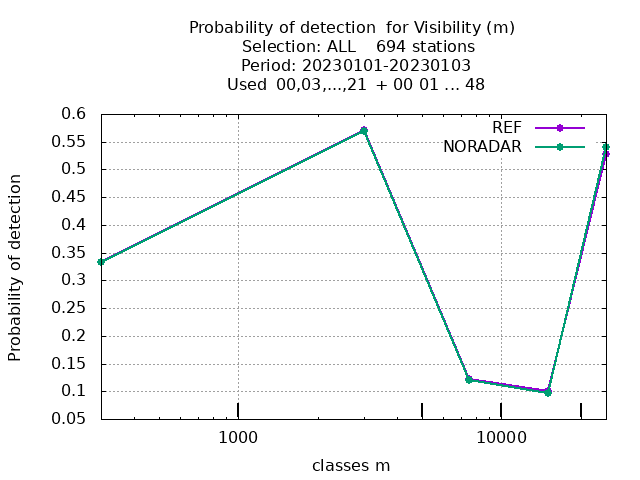 Probability of detection  for Visibility (m)
Selection: ALL    694 stations
Period: 20230101-20230103
Used  00,03,...,21  + 00 01 ... 48
REF
NORADAR
0.6
0.55
0.5
0.45
0.4
0.35
0.3
0.25
0.2
0.15
0.1
0.05
Probability of detection
1000
10000
classes m